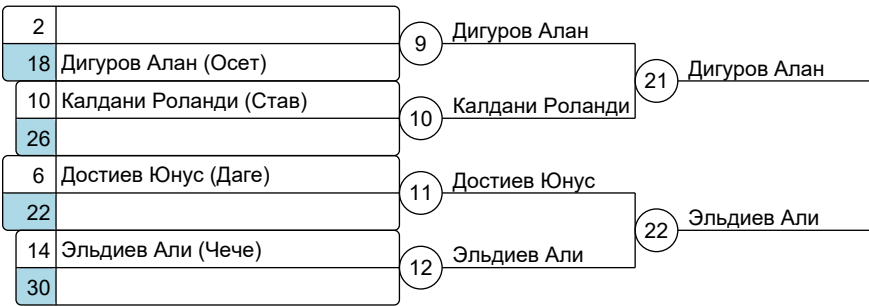 2
18 Дигуров Алан (Осет)
9 Дигуров Алан
10 Калдани Роланди (Став)
26
10 Калдани Роланди
21 Дигуров Алан
6 Достиев Юнус (Даге)
22
11 Достиев Юнус
14 Эльдиев Али (Чече)
30
12 Эльдиев Али
22 Эльдиев Али